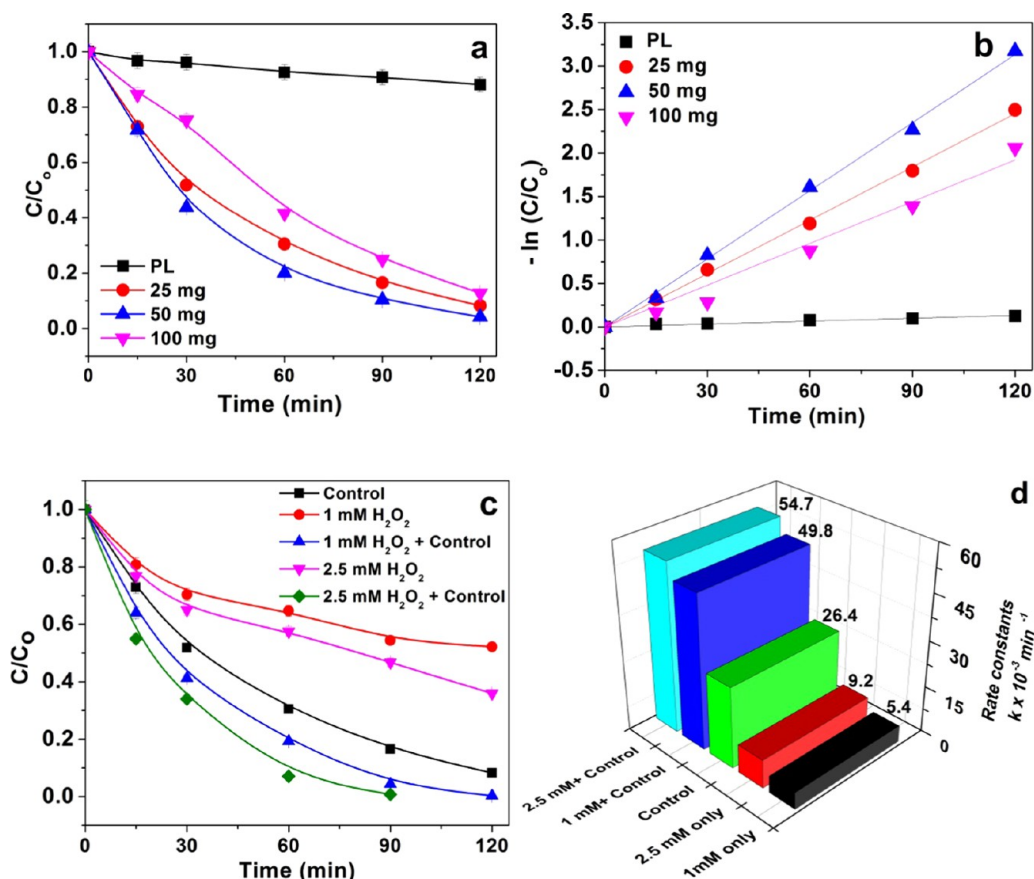 a
C/C₀
1.0
0.8
0.6
0.4
0.2
0.0
PL
25 mg
50 mg
100 mg
0 30 60 90 120
Time (min)
b
- ln (C/C₀)
3.5
3.0
2.5
2.0
1.5
1.0
0.5
0.0
-0.5
PL
25 mg
50 mg
100 mg
0 30 60 90 120
Time (min)
c
C/C₀
1.0
0.8
0.6
0.4
0.2
0.0
Control
1 mM H₂O₂
1 mM H₂O₂ + Control
2.5 mM H₂O₂
2.5 mM H₂O₂ + Control
0 30 60 90 120
Time (min)
d
54.7
49.8
26.4
9.2
5.4
60
45
30
15
0
Rate constants
k x 10⁻³ min⁻¹
2.5 mM+ Control
1 mM+ Control
Control
2.5 mM only
1mM only